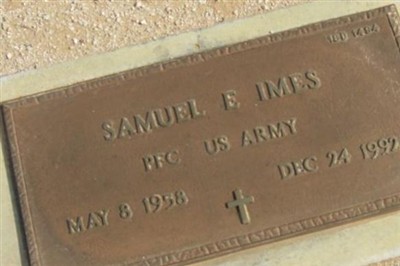 SAMUEL E IMES
PFC US ARMY
MAY 8 1958 DEC 24 1992